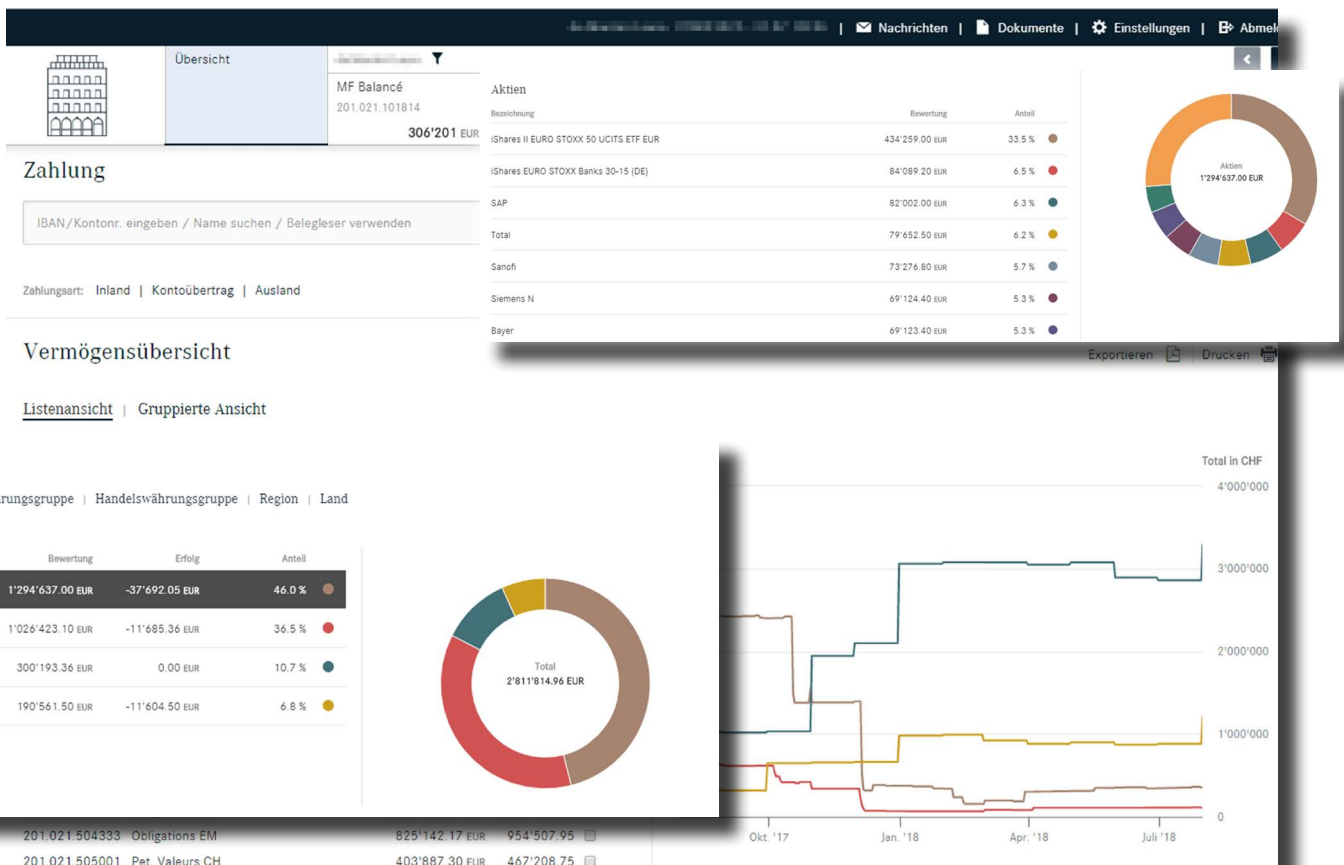 Nachrichten | Dokumente | Einstellungen | Abmel
Übersicht
MF Balancé
201.021.101814
306'201 EUR
Zahlung
IBAN/Kontonr. eingeben / Name suchen / Belegleser verwenden
Zahlungsart: Inland | Kontoübertrag | Ausland
Aktien
Bezeichnung Bewertung Anteil
iShares II EURO STOXX 50 UCITS ETF EUR 434'259.00 EUR 33.5 %
iShares EURO STOXX Banks 30-15 (DE) 84'089.20 EUR 6.5 %
SAP 82'002.00 EUR 6.3 %
Total 79'652.50 EUR 6.2 %
Sanofi 73'276.80 EUR 5.7 %
Siemens N 69'124.40 EUR 5.3 %
Bayer 69'123.40 EUR 5.3 %
Aktien
1'294'637.00 EUR
Vermögensübersicht
Exportieren | Drucken
Listenansicht | Gruppierte Ansicht
rungsgruppe | Handelswährungsgruppe | Region | Land
Bewertung Erfolg Anteil
1'294'637.00 EUR -37'692.05 EUR 46.0 %
1'026'423.10 EUR -11'685.36 EUR 36.5 %
300'193.36 EUR 0.00 EUR 10.7 %
190'561.50 EUR -11'604.50 EUR 6.8 %
Total
2'811'814.96 EUR
Total in CHF
4'000'000
3'000'000
2'000'000
1'000'000
0
Okt. '17 Jan. '18 Apr. '18 Juli '18
201.021.504333 Obligations EM 825'142.17 EUR 954'507.95
201.021.505001 Pet. Valeurs CH 403'887.30 EUR 467'208.75